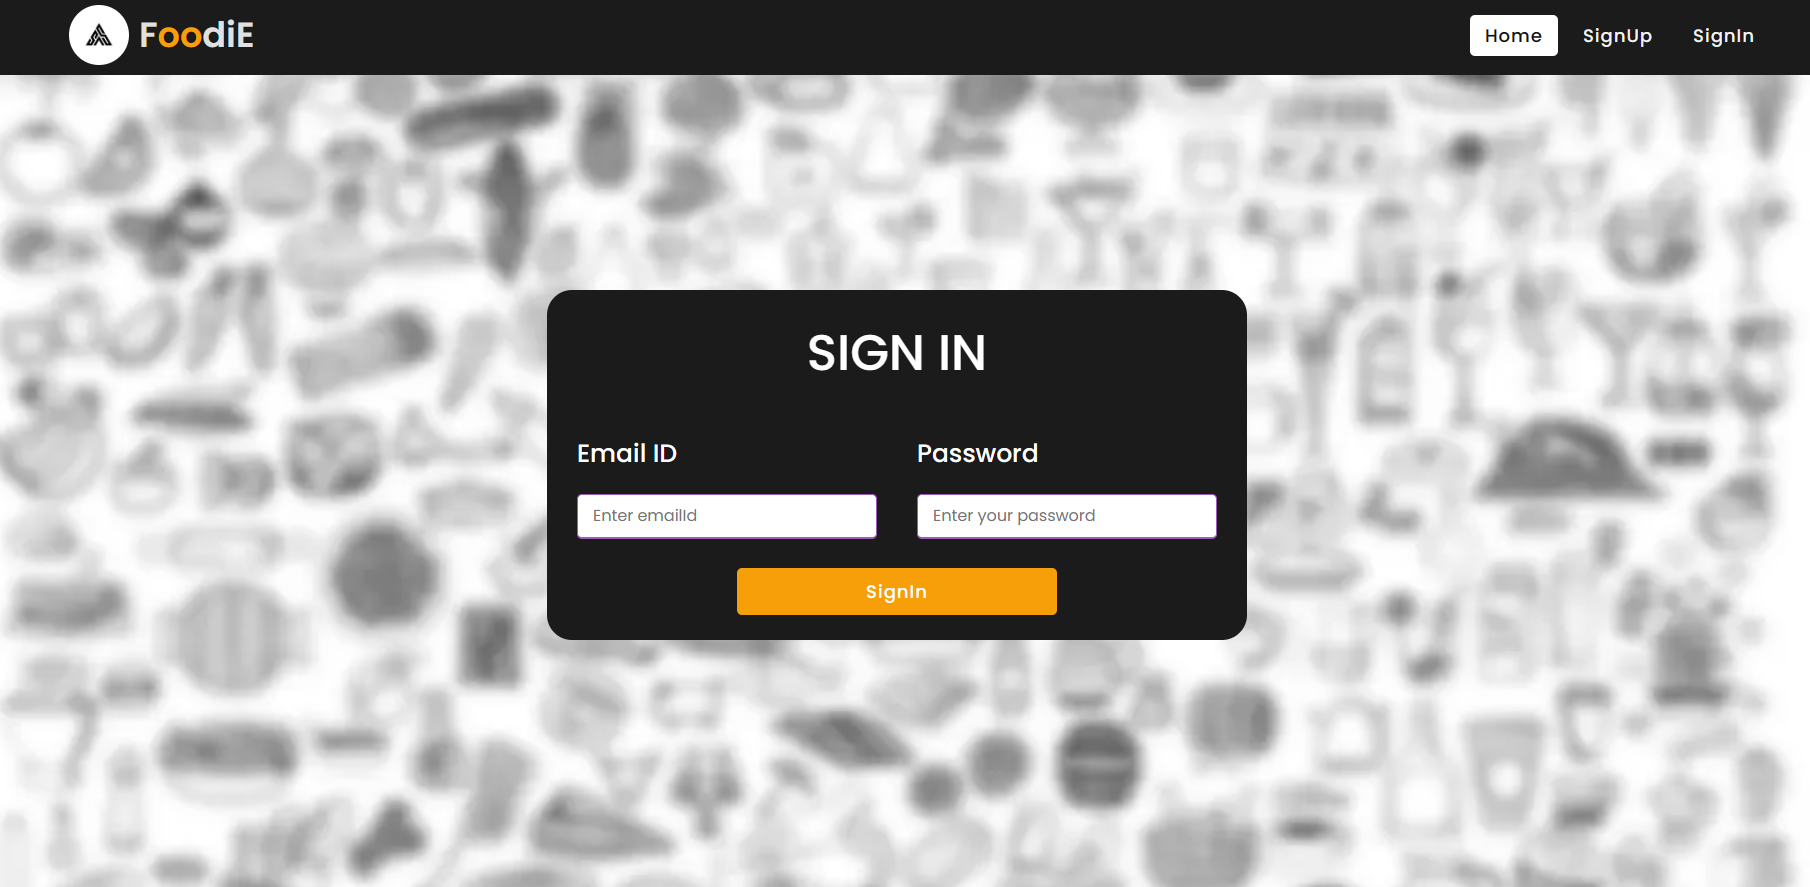 FoodiE
Home SignUp SignIn
SIGN IN
Email ID Password
Enter emailId Enter your password
SignIn